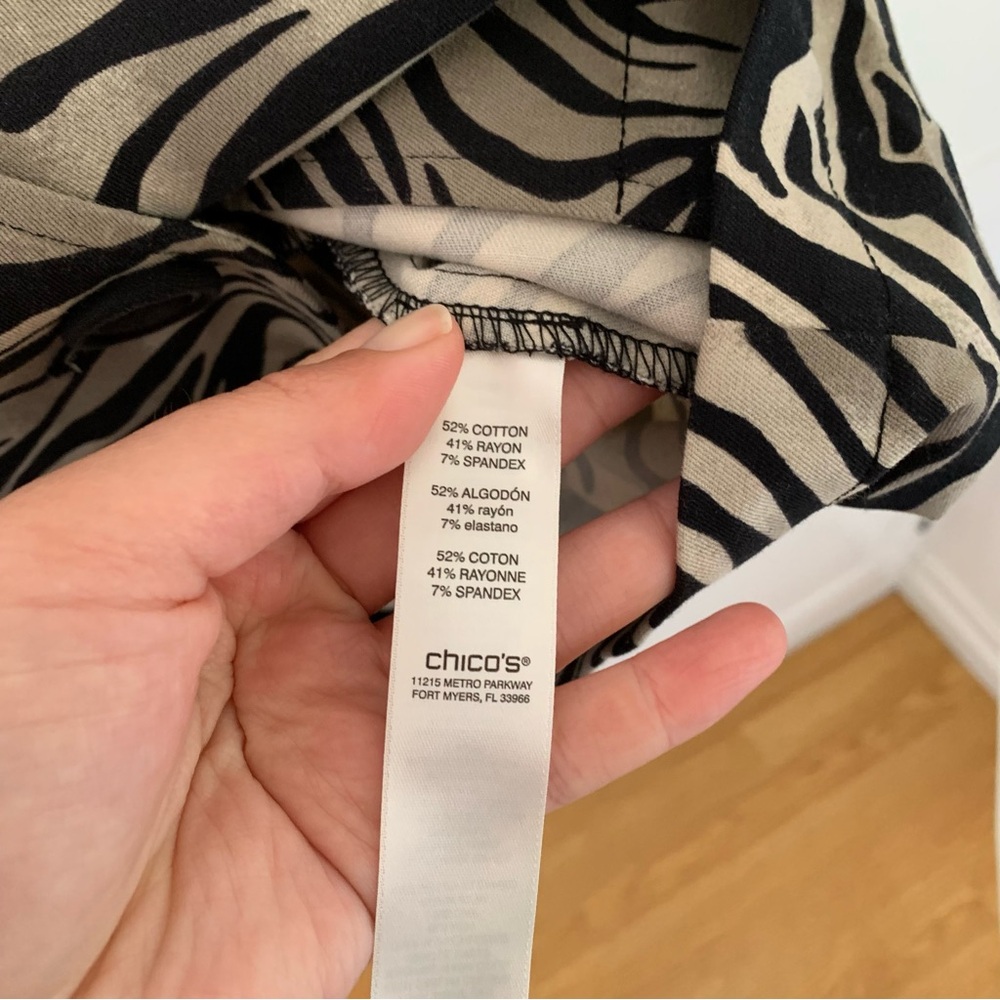 52% COTTON
41% RAYON
7% SPANDEX
52% ALGODÓN
41% rayón
7% elastano
52% COTON
41% RAYONNE
7% SPANDEX
chico's®
11215 METRO PARKWAY
FORT MYERS, FL 33966